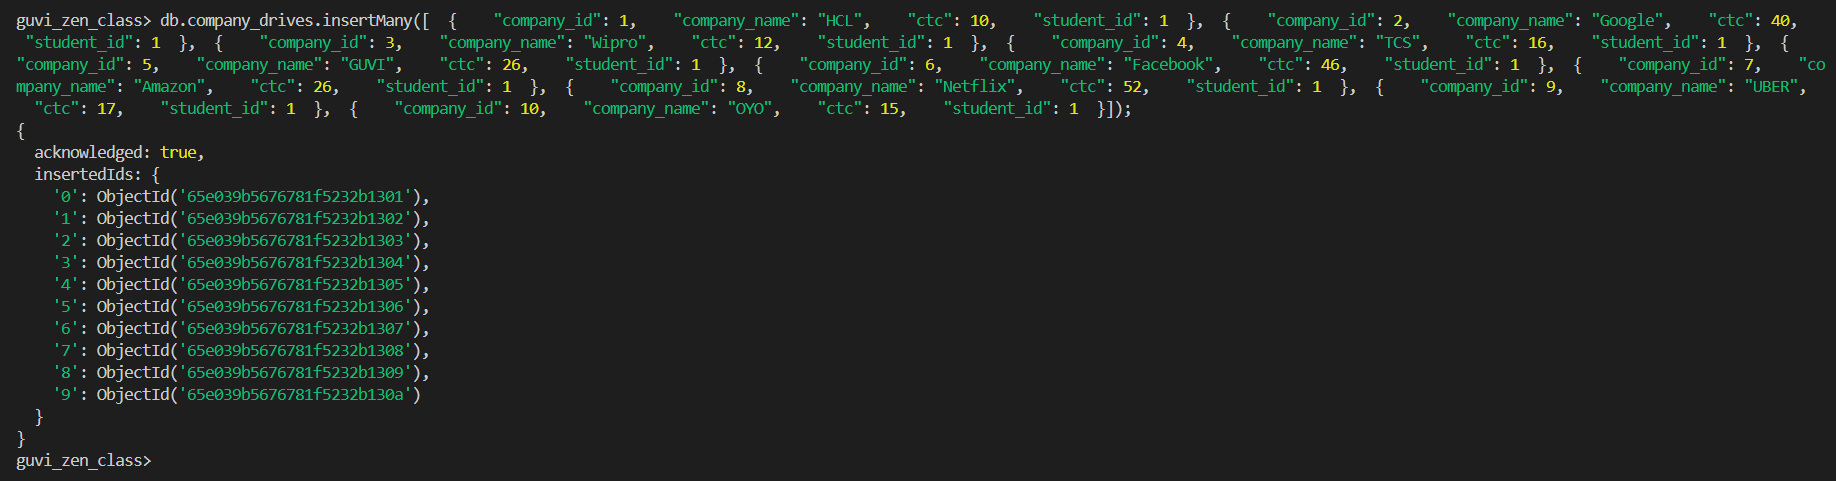 guvi_zen_class> db.company_drives.insertMany([  {    "company_id": 1,    "company_name": "HCL",    "ctc": 10,    "student_id": 1  },  {    "company_id": 2,    "company_name": "Google",    "ctc": 40,
 "student_id": 1  },  {    "company_id": 3,    "company_name": "Wipro",    "ctc": 12,    "student_id": 1  },  {    "company_id": 4,    "company_name": "TCS",    "ctc": 16,    "student_id": 1  },  {
"company_id": 5,    "company_name": "GUVI",    "ctc": 26,    "student_id": 1  },  {    "company_id": 6,    "company_name": "Facebook",    "ctc": 46,    "student_id": 1  },  {    "company_id": 7,    "co
mpany_name": "Amazon",    "ctc": 26,    "student_id": 1  },  {    "company_id": 8,    "company_name": "Netflix",    "ctc": 52,    "student_id": 1  },  {    "company_id": 9,    "company_name": "UBER",
  "ctc": 17,    "student_id": 1  },  {    "company_id": 10,    "company_name": "OYO",    "ctc": 15,    "student_id": 1  }]);
{
  acknowledged: true,
  insertedIds: {
    '0': ObjectId('65e039b5676781f5232b1301'),
    '1': ObjectId('65e039b5676781f5232b1302'),
    '2': ObjectId('65e039b5676781f5232b1303'),
    '3': ObjectId('65e039b5676781f5232b1304'),
    '4': ObjectId('65e039b5676781f5232b1305'),
    '5': ObjectId('65e039b5676781f5232b1306'),
    '6': ObjectId('65e039b5676781f5232b1307'),
    '7': ObjectId('65e039b5676781f5232b1308'),
    '8': ObjectId('65e039b5676781f5232b1309'),
    '9': ObjectId('65e039b5676781f5232b130a')
  }
}
guvi_zen_class>